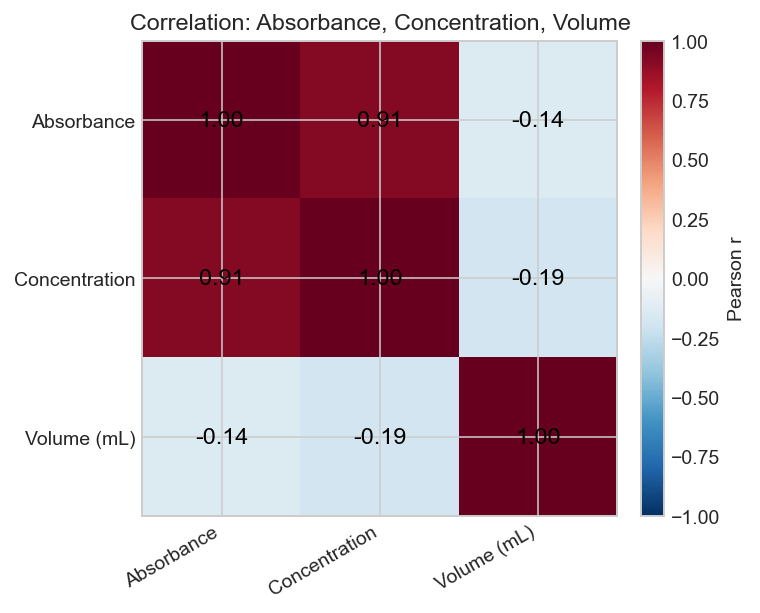 Correlation: Absorbance, Concentration, Volume
Absorbance 1.00 0.91 -0.14
Concentration 0.91 1.00 -0.19
Volume (mL) -0.14 -0.19 1.00
Absorbance Concentration Volume (mL)
1.00
0.75
0.50
0.25
0.00
−0.25
−0.50
−0.75
−1.00
Pearson r